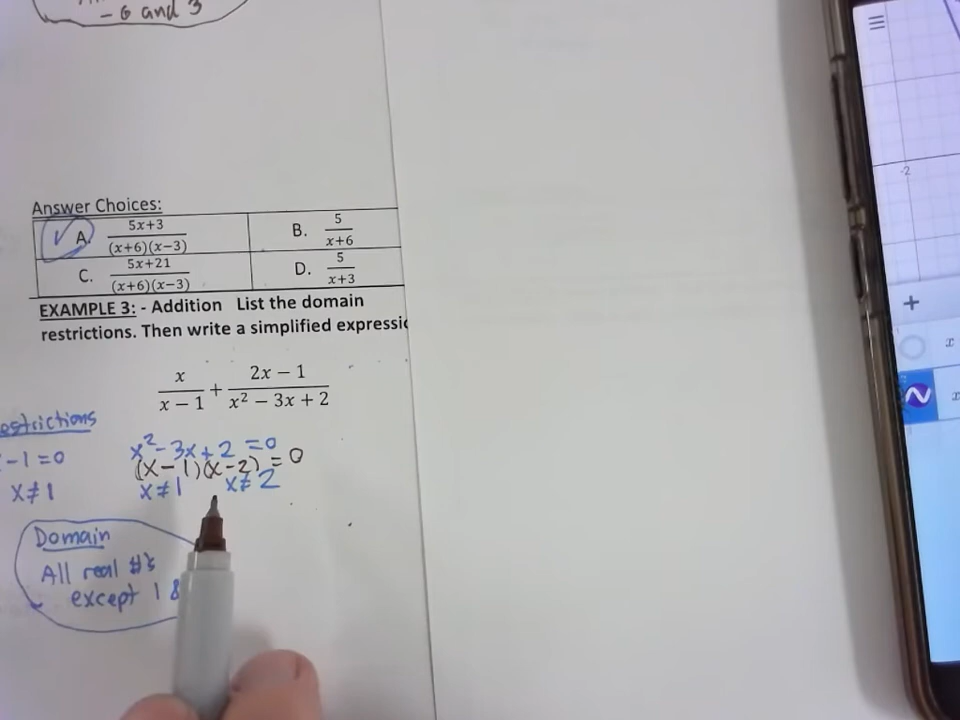 - 6 and 3
Answer Choices:
✓ A. 5x+3/(x+6)(x−3)
B. 5/x+6
C. 5x+21/(x+6)(x−3)
D. 5/x+3
EXAMPLE 3: - Addition List the domain
restrictions. Then write a simplified expressi
x/x − 1 + 2x − 1/x² − 3x + 2
estrictions
-1=0
x≠1
x²-3x+2=0
(x-1)(x-2)=0
x≠1 x≠2
Domain
All real #'s
except 1 &
-2
+
x
x